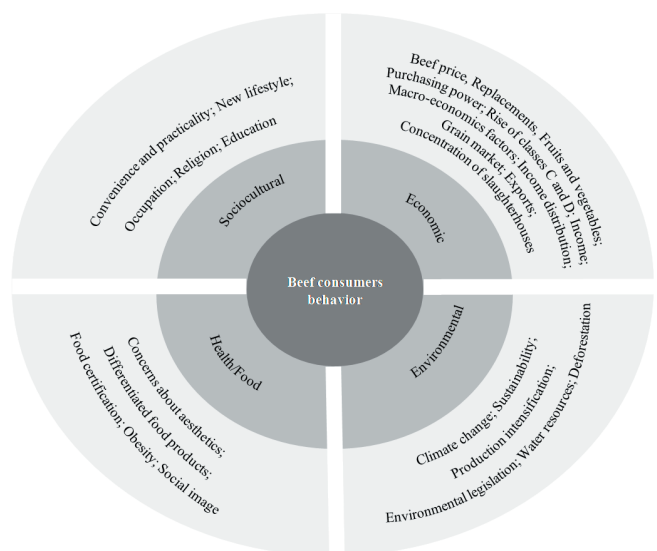 Convenience and practicality; New lifestyle;
Occupation; Religion; Education
Sociocultural
Beef price, Replacements, Fruits and vegetables;
Purchasing power; Rise of classes C and D; Income;
Macro-economics factors; Income distribution;
Grain market; Exports;
Concentration of slaughterhouses
Economic
Beef consumers
behavior
Health/Food
Concerns about aesthetics;
Differentiated food products;
Food certification; Obesity; Social image
Environmental
Climate change; Sustainability;
Production intensification;
Environmental legislation; Water resources; Deforestation